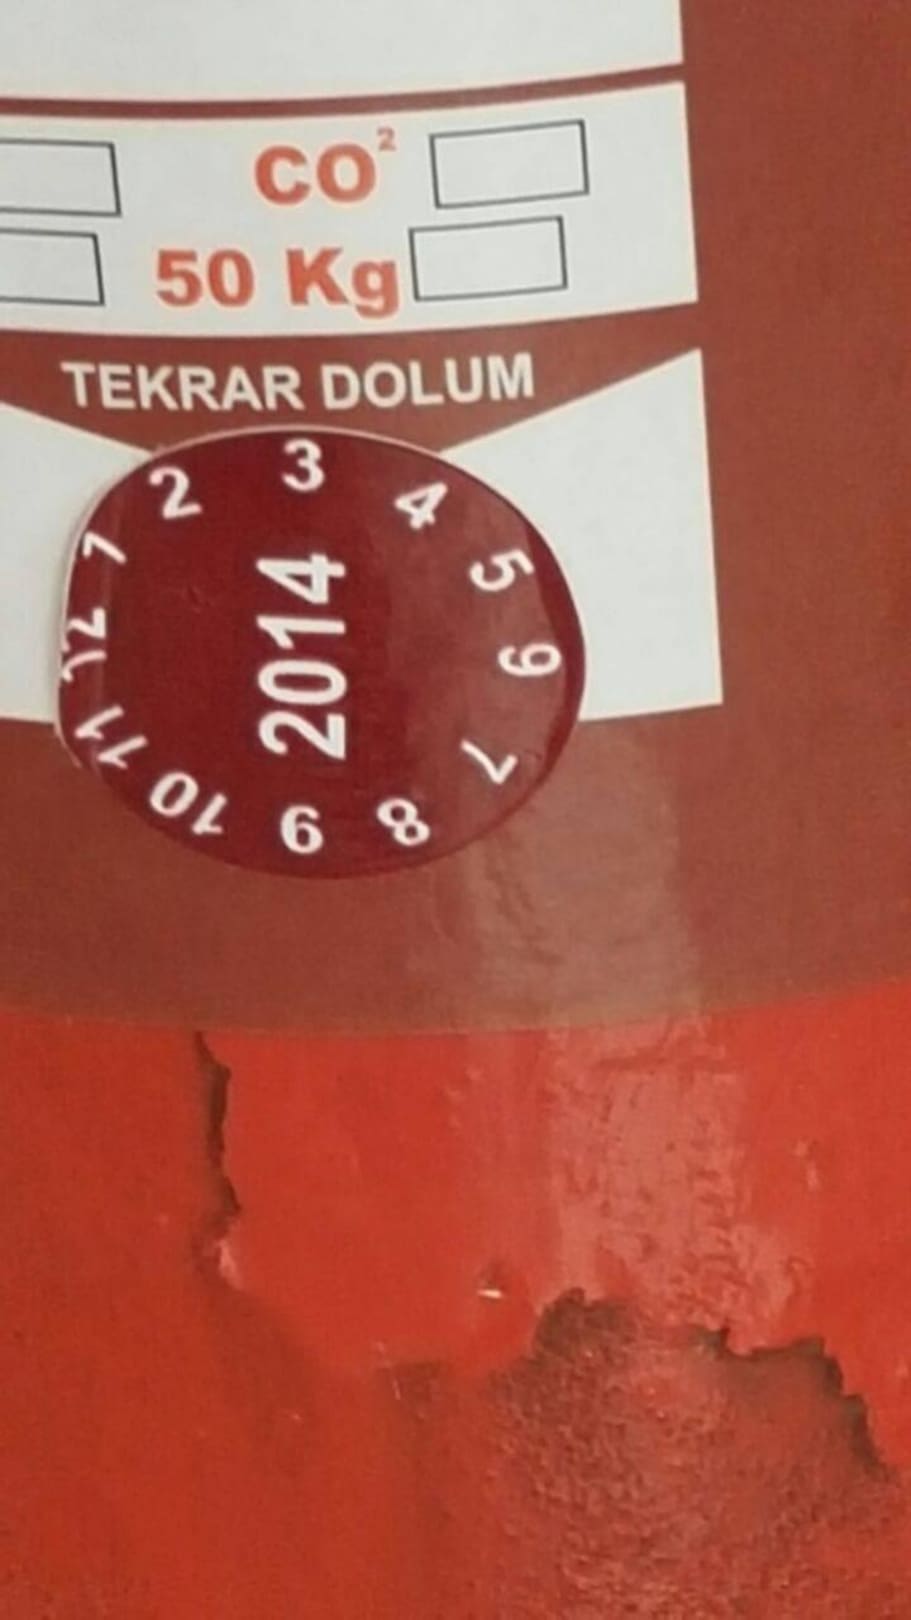 CO²
50 Kg
TEKRAR DOLUM
1 2 3 4 5 6 7 8 9 10 11 12
2014